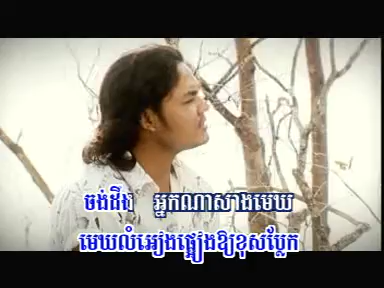 ចង់ដឹង អ្នកណាសាងមេឃ
មេឃលំអៀងផ្អៀងឱ្យខុសប្លែក